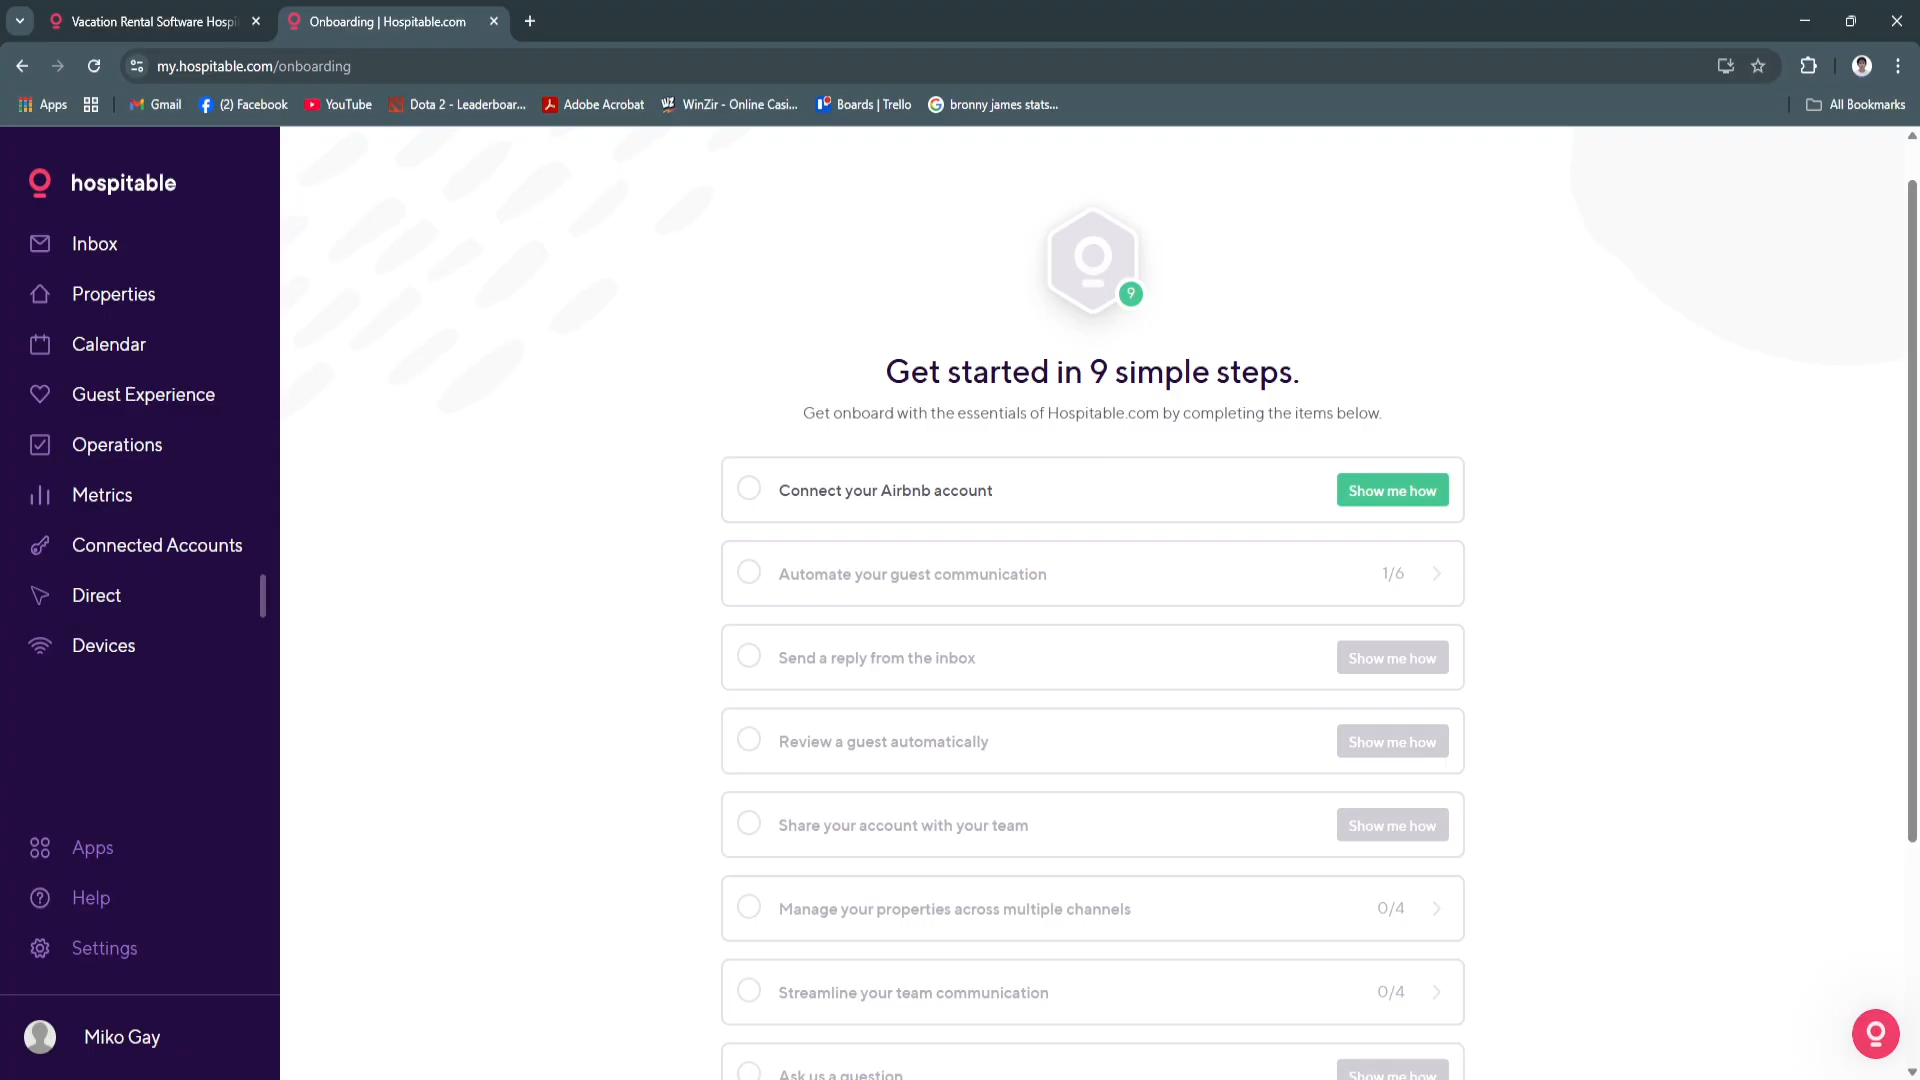 Vacation Rental Software Hospi
Onboarding | Hospitable.com
my.hospitable.com/onboarding
Apps
Gmail
(2) Facebook
YouTube
Dota 2 - Leaderboar...
Adobe Acrobat
WinZir - Online Casi...
Boards | Trello
bronny james stats...
All Bookmarks
hospitable
Inbox
Properties
Calendar
Guest Experience
Operations
Metrics
Connected Accounts
Direct
Devices
Apps
Help
Settings
Miko Gay
9
Get started in 9 simple steps.
Get onboard with the essentials of Hospitable.com by completing the items below.
Connect your Airbnb account
Show me how
Automate your guest communication
1/6
Send a reply from the inbox
Show me how
Review a guest automatically
Show me how
Share your account with your team
Show me how
Manage your properties across multiple channels
0/4
Streamline your team communication
0/4
Ask us a question
Show me how